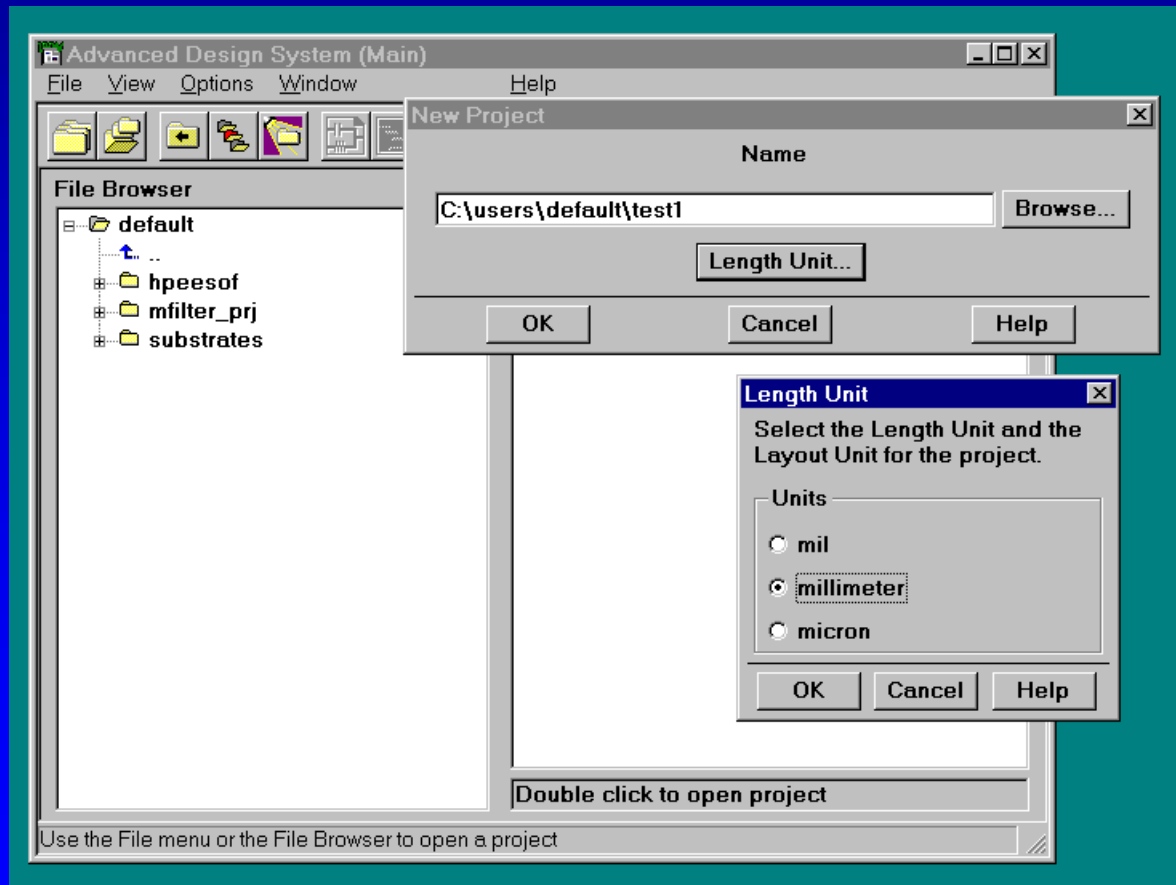 Advanced Design System (Main)
File View Options Window Help
New Project
Name
C:\users\default\test1 Browse...
Length Unit...
OK Cancel Help
File Browser
default
..
hpeesof
mfilter_prj
substrates
Length Unit
Select the Length Unit and the
Layout Unit for the project.
Units
mil
millimeter
micron
OK Cancel Help
Double click to open project
Use the File menu or the File Browser to open a project